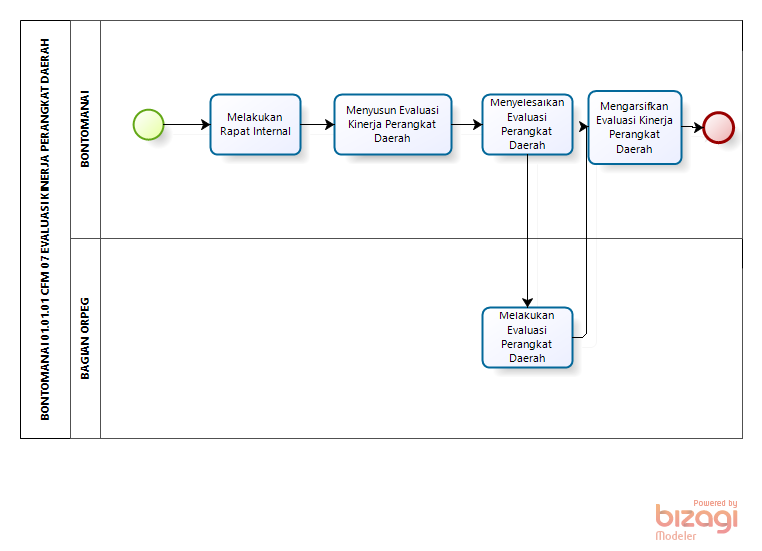 BONTOMANAI 01.01.01 CFM 07 EVALUASI KINERJA PERANGKAT DAERAH
BONTOMANAI
Melakukan
Rapat Internal
Menyusun Evaluasi
Kinerja Perangkat
Daerah
Menyelesaikan
Evaluasi
Perangkat
Daerah
Mengarsifkan
Evaluasi Kinerja
Perangkat
Daerah
BAGIAN ORPEG
Melakukan
Evaluasi
Perangkat
Daerah
Powered by
bizagi
Modeler